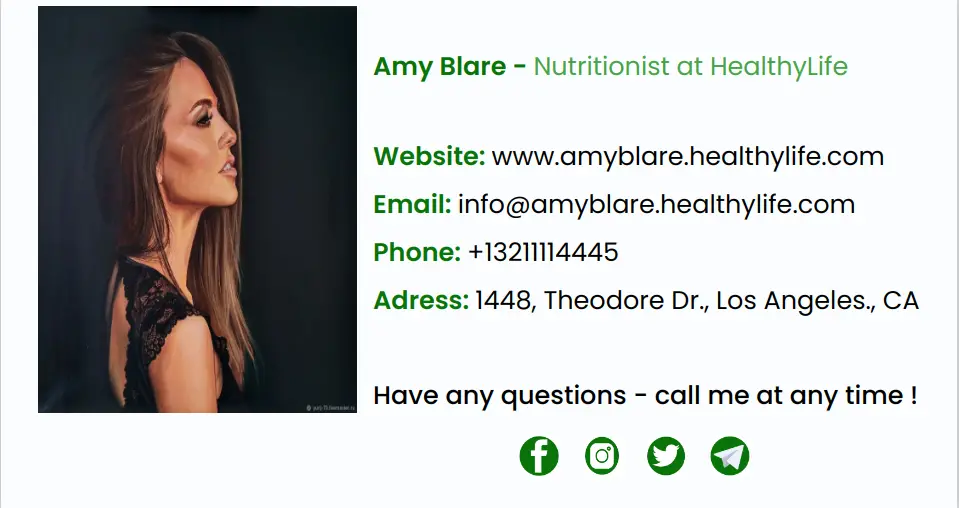 Amy Blare - Nutritionist at HealthyLife
Website: www.amyblare.healthylife.com
Email: info@amyblare.healthylife.com
Phone: +13211114445
Adress: 1448, Theodore Dr., Los Angeles., CA
Have any questions - call me at any time !